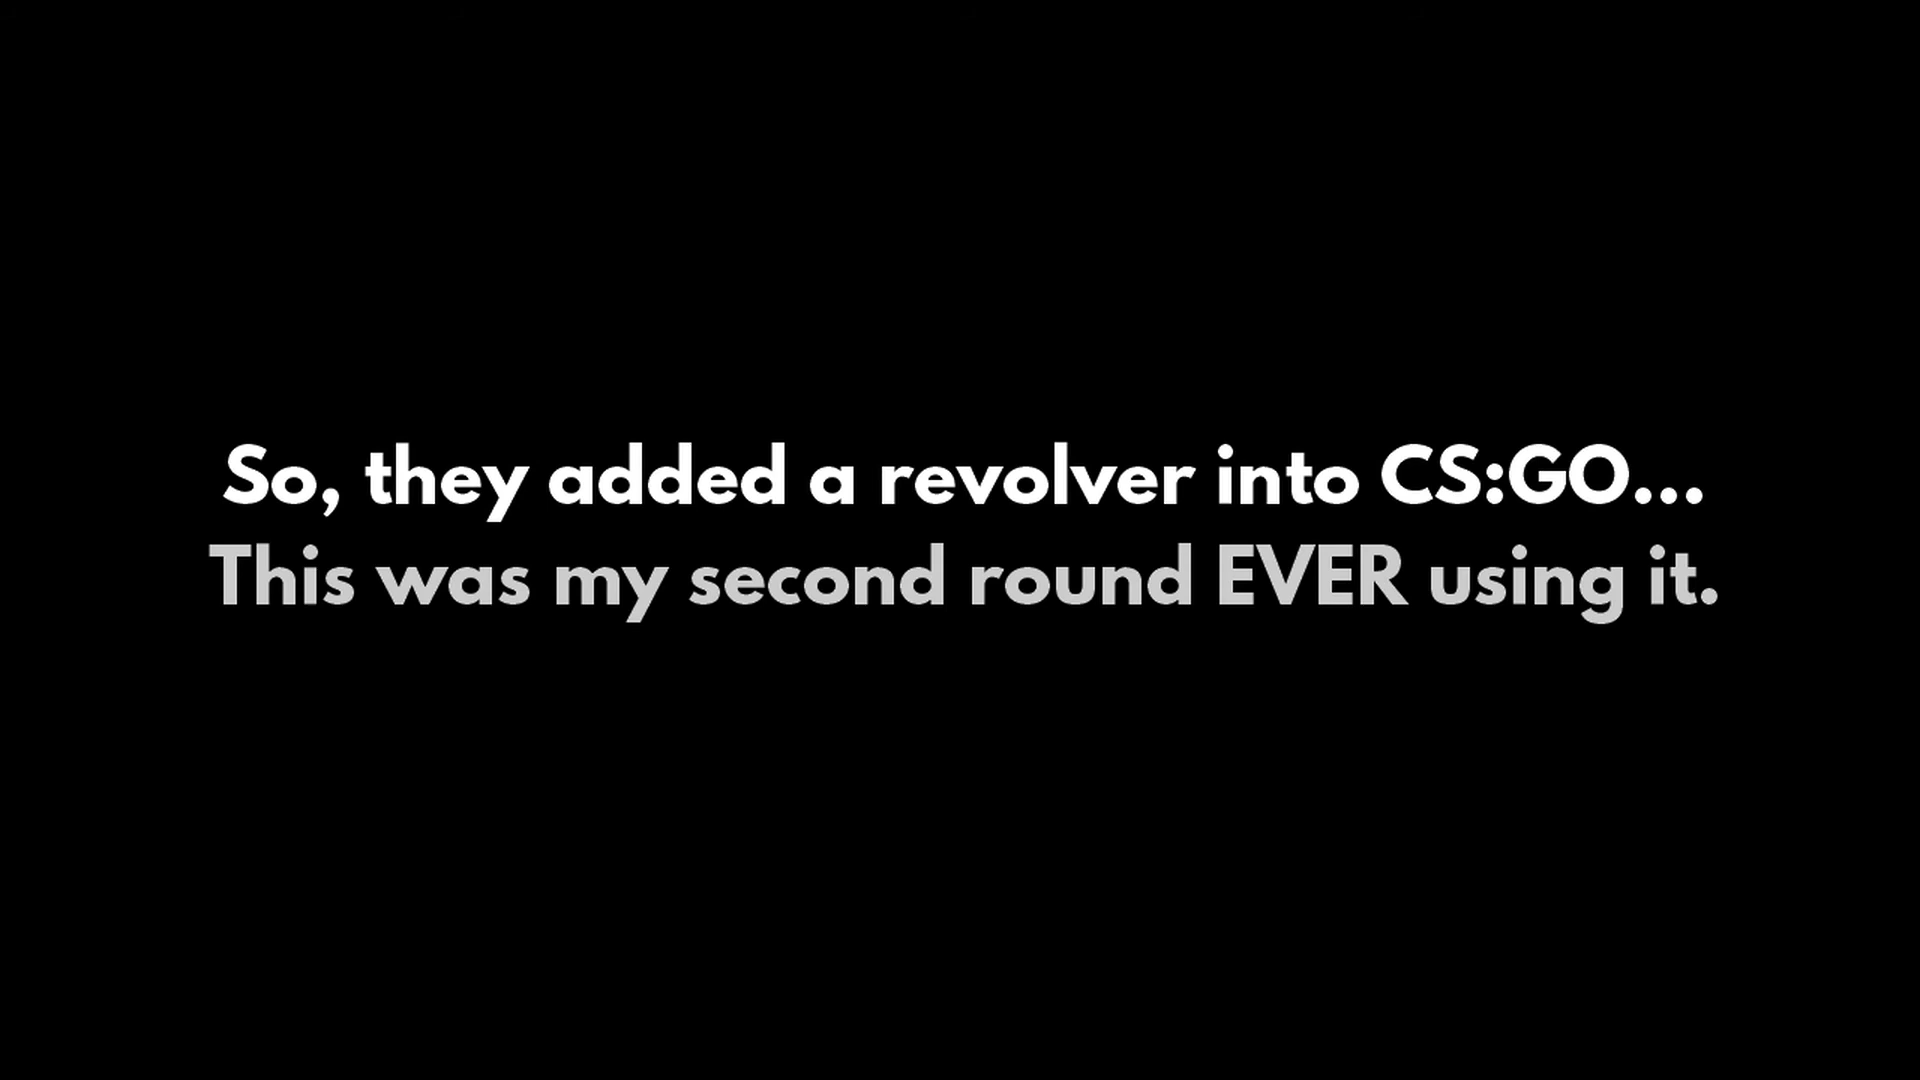 So, they added a revolver into CS:GO...
This was my second round EVER using it.